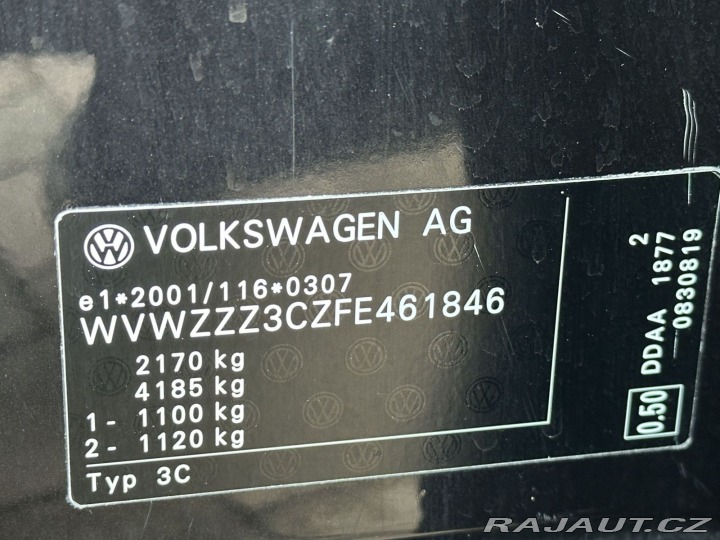 VOLKSWAGEN AG
e1*2001/116*0307
WVWZZZ3CZFE461846
2170 kg
4185 kg
1- 1100 kg
2- 1120 kg
Typ 3C
0.50 DDAA 1877 2
0830819
RAJAUT.CZ